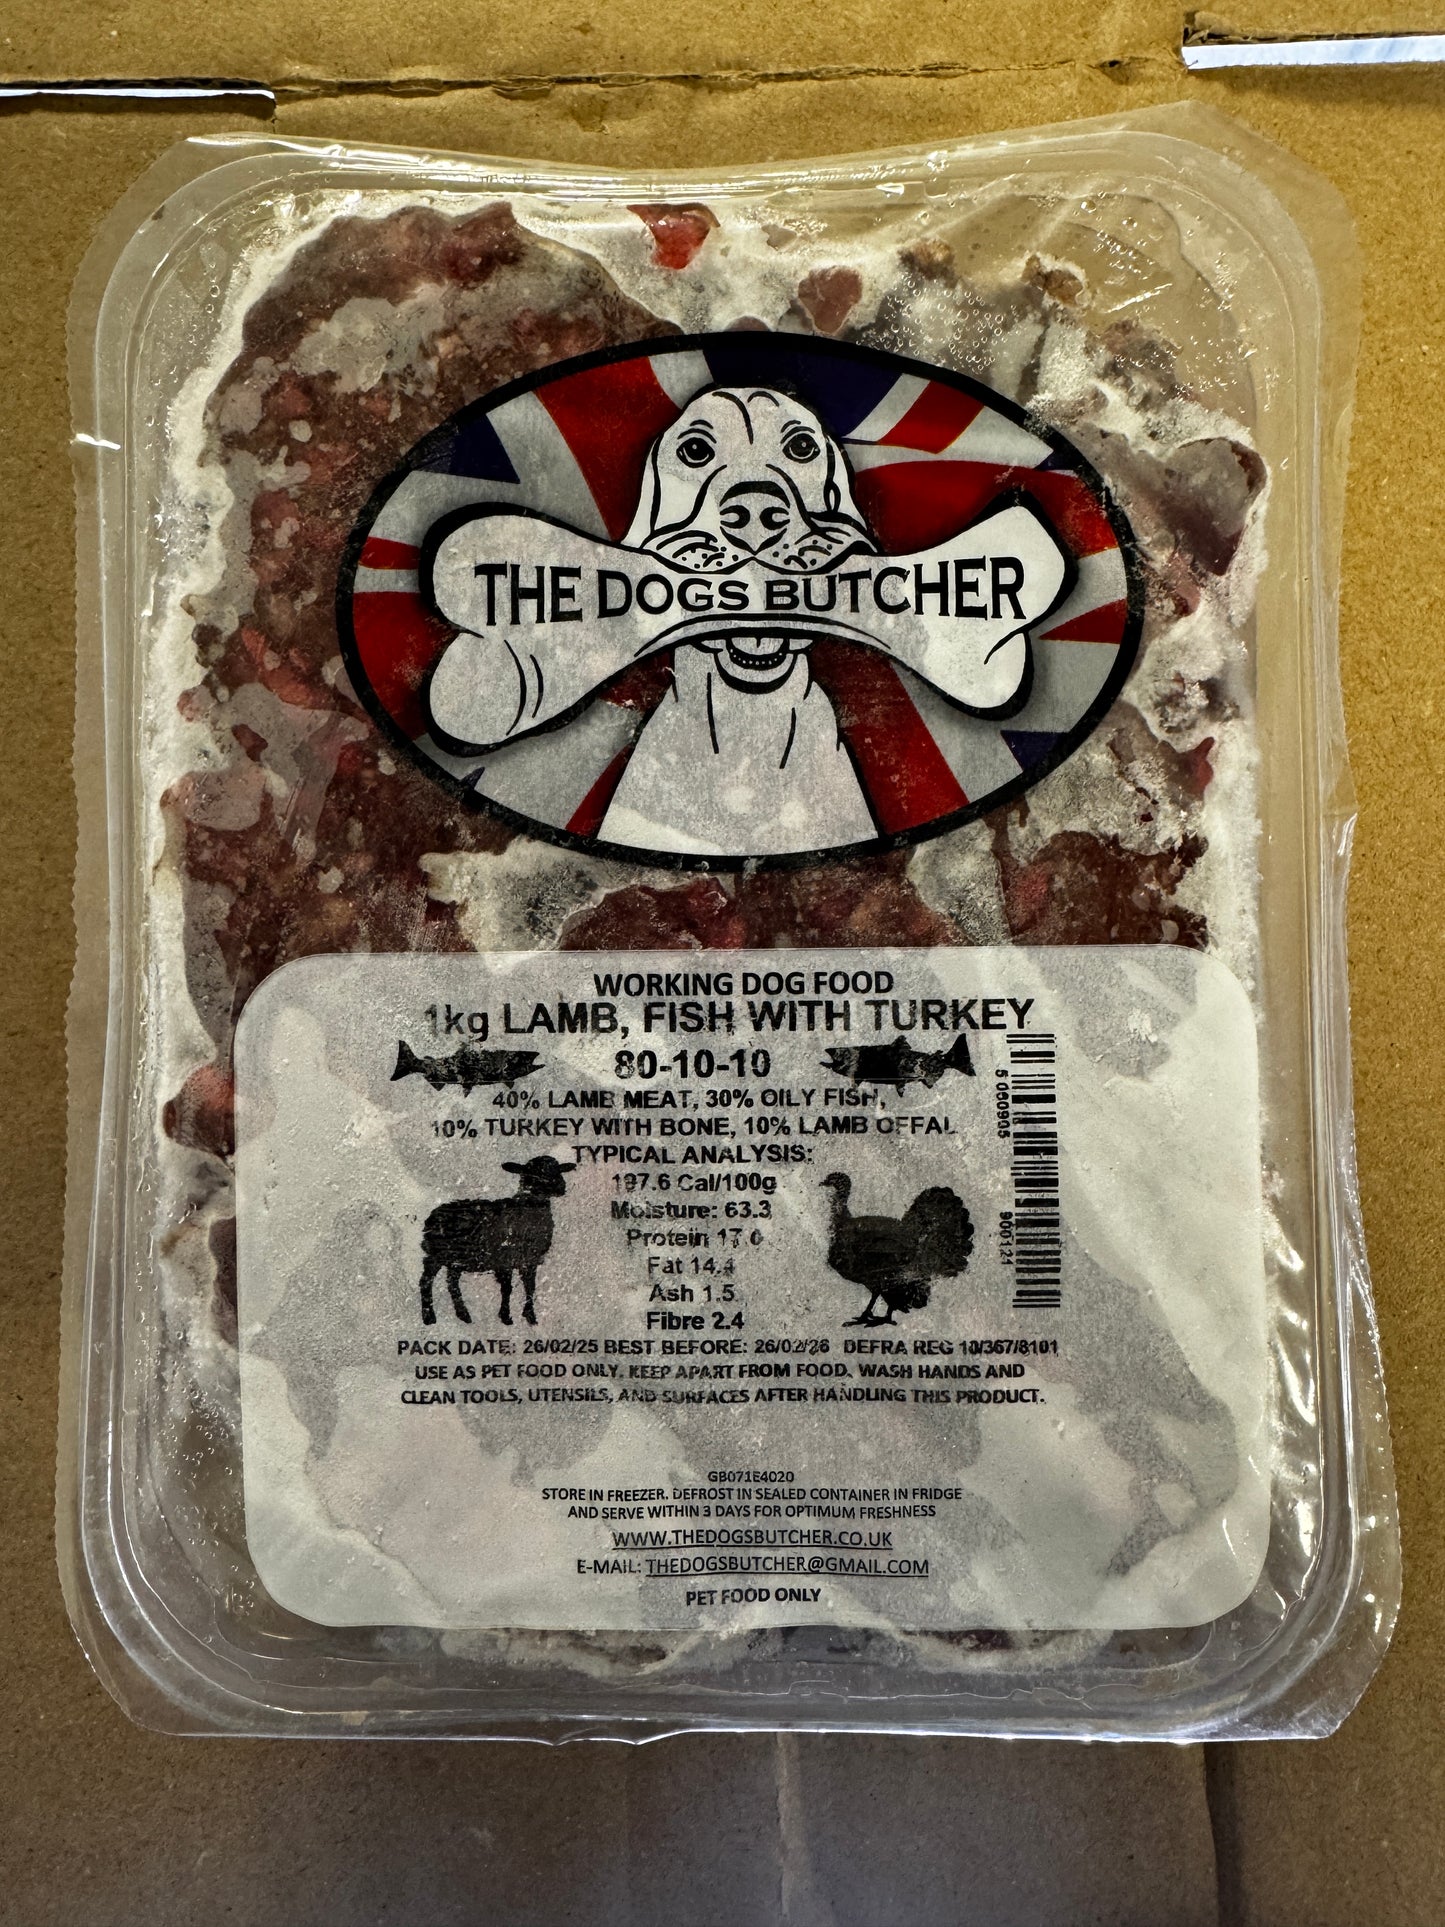 THE DOGS BUTCHER
WORKING DOG FOOD
1kg LAMB, FISH WITH TURKEY
80-10-10
40% LAMB MEAT, 30% OILY FISH,
10% TURKEY WITH BONE, 10% LAMB OFFAL
TYPICAL ANALYSIS:
197.6 Cal/100g
Moisture: 63.3
Protein 17.0
Fat 14.4
Ash 1.5
Fibre 2.4
5 060905 900121
PACK DATE: 26/02/25 BEST BEFORE: 26/02/26 DEFRA REG 10/367/8101
USE AS PET FOOD ONLY. KEEP APART FROM FOOD. WASH HANDS AND
CLEAN TOOLS, UTENSILS, AND SURFACES AFTER HANDLING THIS PRODUCT.
GB071E4020
STORE IN FREEZER. DEFROST IN SEALED CONTAINER IN FRIDGE
AND SERVE WITHIN 3 DAYS FOR OPTIMUM FRESHNESS
WWW.THEDOGSBUTCHER.CO.UK
E-MAIL: THEDOGSBUTCHER@GMAIL.COM
PET FOOD ONLY